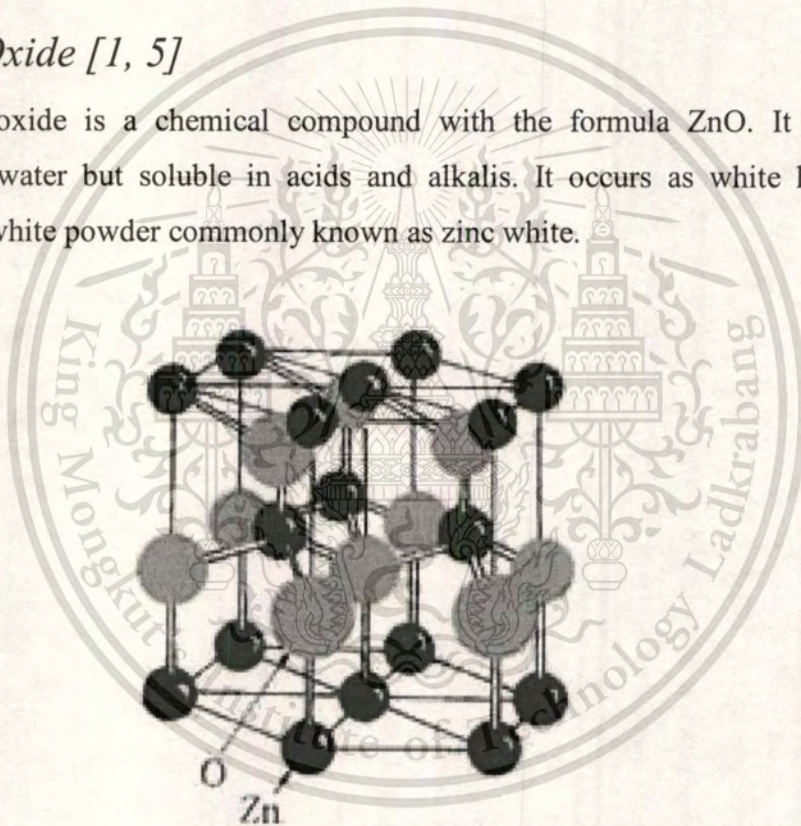 Oxide [1, 5]
oxide is a chemical compound with the formula ZnO. It
water but soluble in acids and alkalis. It occurs as white
white powder commonly known as zinc white.
King Mongkut's Institute of Technology Ladkrabang
O
Zn